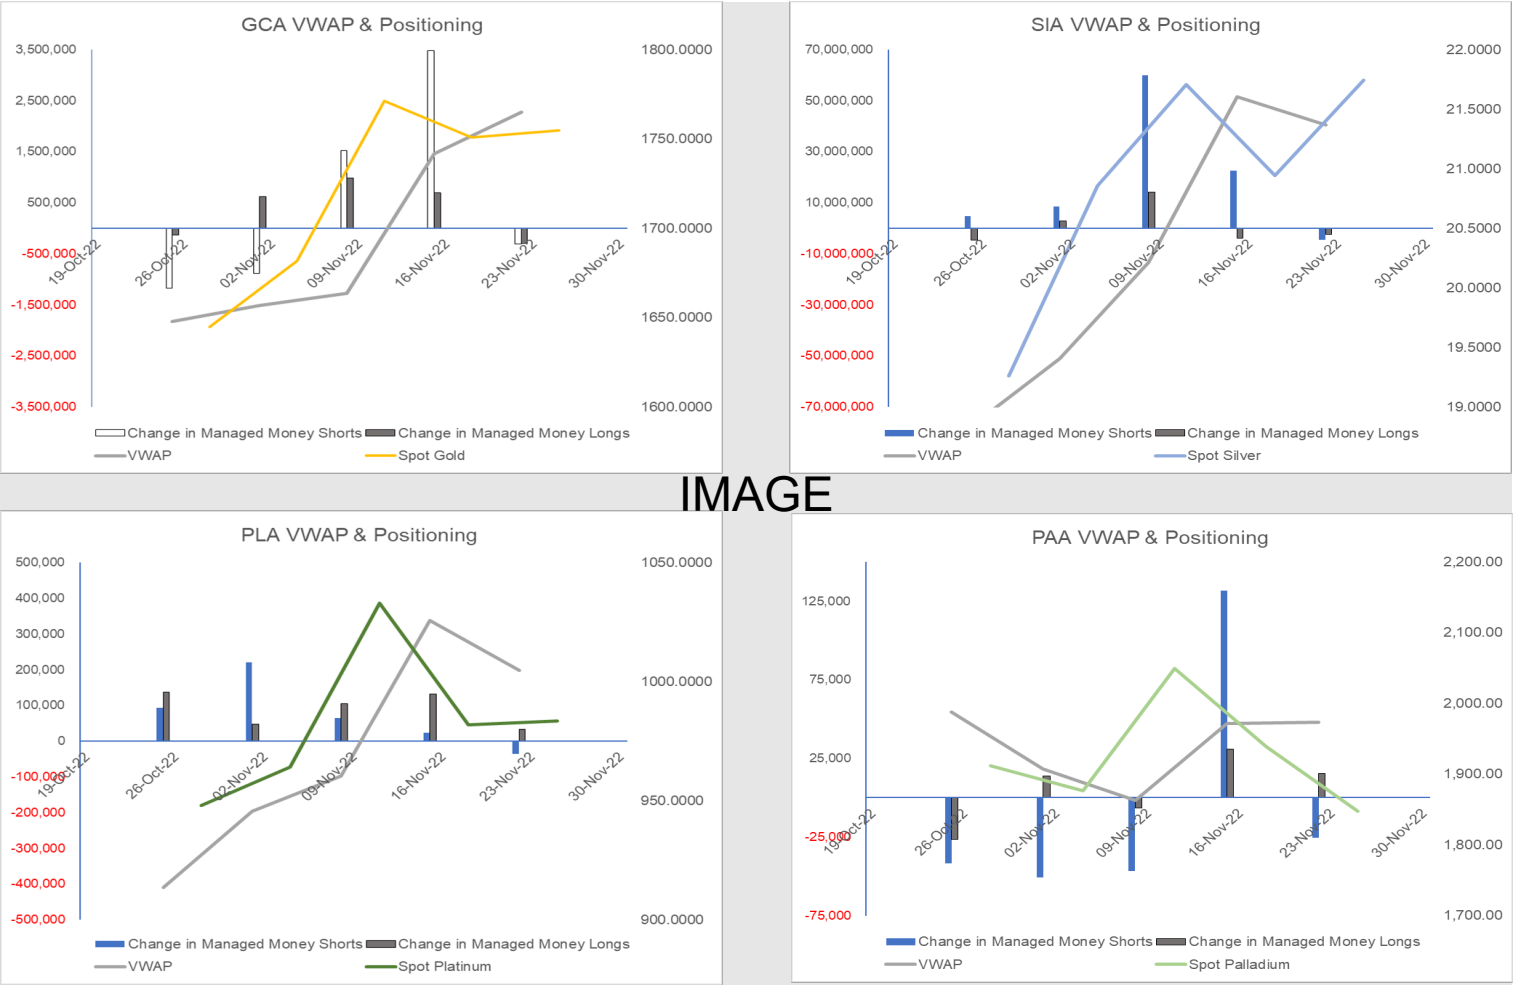 GCA VWAP & Positioning
3,500,000
2,500,000
1,500,000
500,000
-500,000
-1,500,000
-2,500,000
-3,500,000
1800.0000
1750.0000
1700.0000
1650.0000
1600.0000
19-Oct-22
26-Oct-22
02-Nov-22
09-Nov-22
16-Nov-22
23-Nov-22
30-Nov-22
Change in Managed Money Shorts
Change in Managed Money Longs
VWAP
Spot Gold
SIA VWAP & Positioning
70,000,000
50,000,000
30,000,000
10,000,000
-10,000,000
-30,000,000
-50,000,000
-70,000,000
22.0000
21.5000
21.0000
20.5000
20.0000
19.5000
19.0000
19-Oct-22
26-Oct-22
02-Nov-22
09-Nov-22
16-Nov-22
23-Nov-22
30-Nov-22
Change in Managed Money Shorts
Change in Managed Money Longs
VWAP
Spot Silver
IMAGE
PLA VWAP & Positioning
500,000
400,000
300,000
200,000
100,000
0
-100,000
-200,000
-300,000
-400,000
-500,000
1050.0000
1000.0000
950.0000
900.0000
19-Oct-22
26-Oct-22
02-Nov-22
09-Nov-22
16-Nov-22
23-Nov-22
30-Nov-22
Change in Managed Money Shorts
Change in Managed Money Longs
VWAP
Spot Platinum
PAA VWAP & Positioning
125,000
75,000
25,000
-25,000
-75,000
2,200.00
2,100.00
2,000.00
1,900.00
1,800.00
1,700.00
19-Oct-22
26-Oct-22
02-Nov-22
09-Nov-22
16-Nov-22
23-Nov-22
30-Nov-22
Change in Managed Money Shorts
Change in Managed Money Longs
VWAP
Spot Palladium